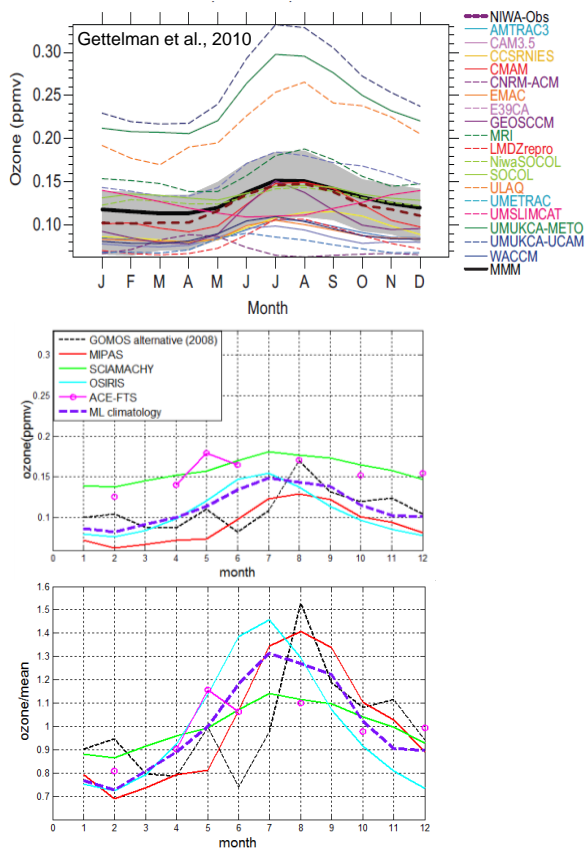 Gettelman et al., 2010
Ozone (ppmv)
0.30
0.25
0.20
0.15
0.10
J F M A M J J A S O N D
Month
NIWA-Obs
AMTRAC3
CAM3.5
CCSRNIES
CMAM
CNRM-ACM
EMAC
E39CA
GEOSCCM
MRI
LMDZrepro
NiwaSOCOL
SOCOL
ULAQ
UMETRAC
UMSLIMCAT
UMUKCA-METO
UMUKCA-UCAM
WACCM
MMM
GOMOS alternative (2008)
MIPAS
SCIAMACHY
OSIRIS
ACE-FTS
ML climatology
ozone(ppmv)
0.3
0.25
0.2
0.15
0.1
0 1 2 3 4 5 6 7 8 9 10 11 12
month
ozone/mean
1.6
1.5
1.4
1.3
1.2
1.1
1
0.9
0.8
0.7
0 1 2 3 4 5 6 7 8 9 10 11 12
month